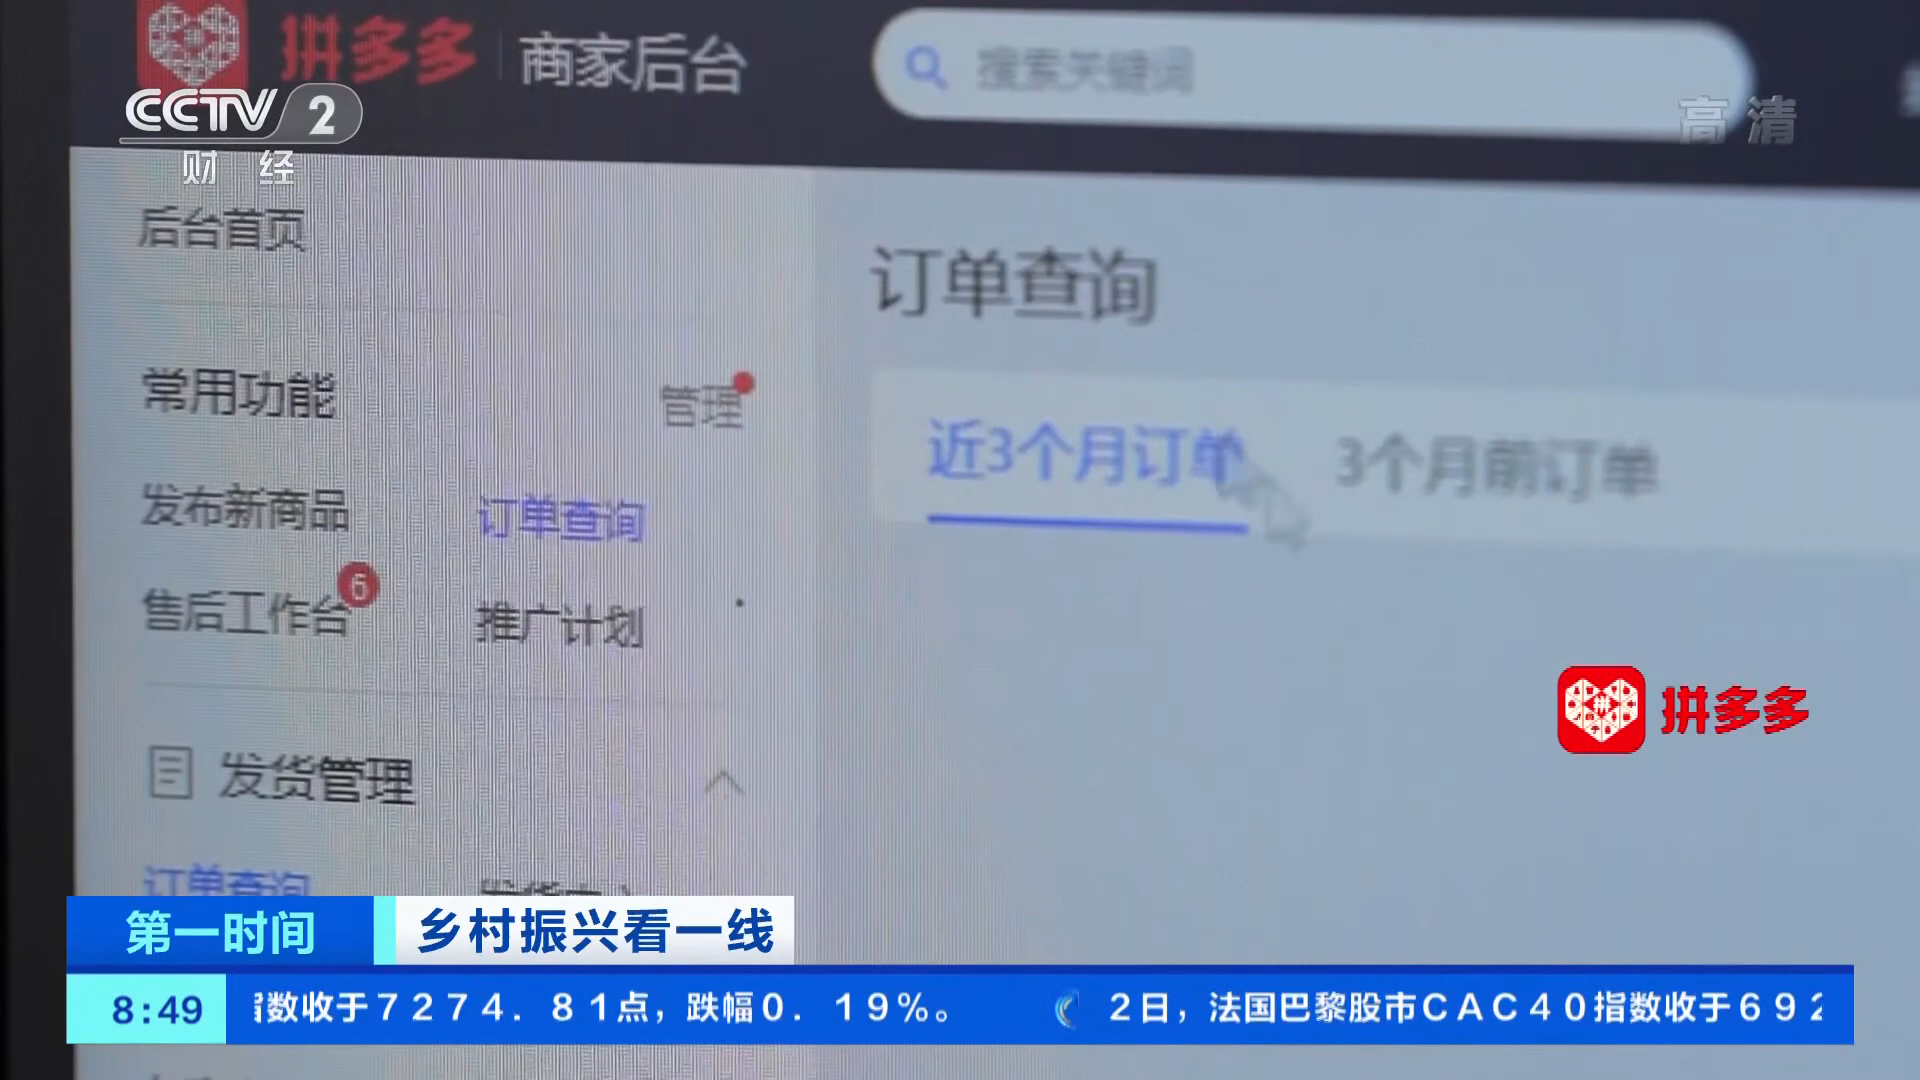 拼多多 商家后台
搜索关键词
CCTV 2
财 经
高清
后台首页
订单查询
常用功能
管理
近3个月订单
3个月前订单
发布新商品
订单查询
售后工作台
6
推广计划
拼
拼多多
发货管理
订单查询
第一时间
乡村振兴看一线
8:49
数收于7274.81点，跌幅0.19%。
2日，法国巴黎股市CAC40指数收于692